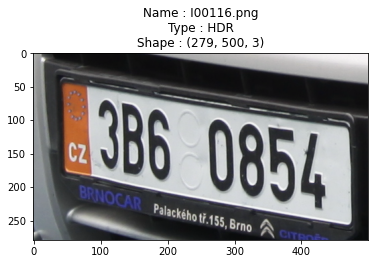 Name : I00116.png
Type : HDR
Shape : (279, 500, 3)
0
50
100
150
200
250
CZ
3B6 0854
BRNOCAR
Palackého tř.155, Brno
CITROË
0
100
200
300
400